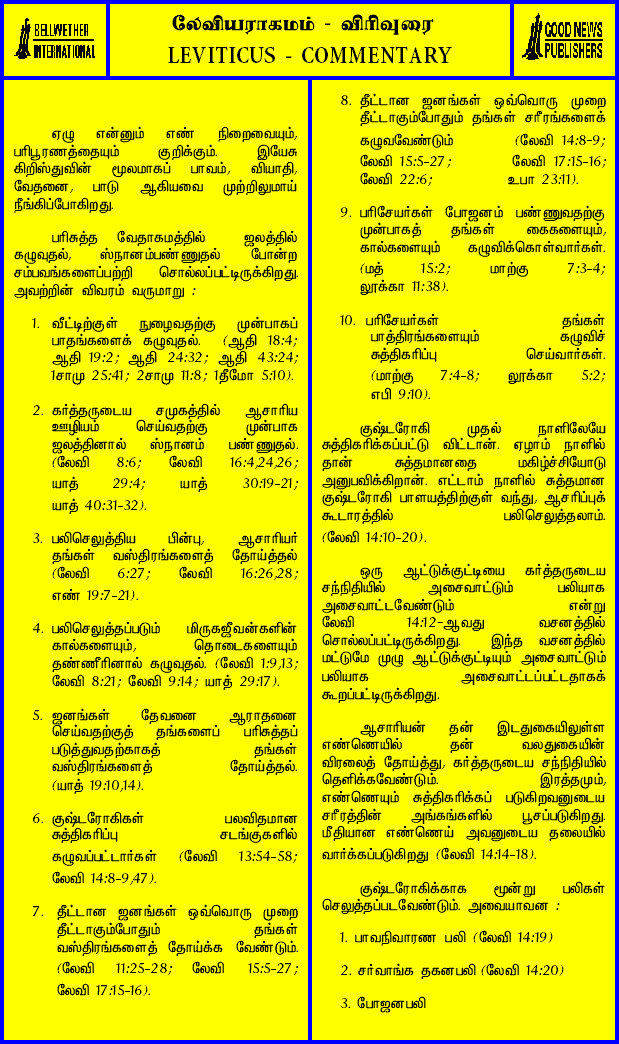 BELLWETHER
INTERNATIONAL
லேவியராகமம் - விரிவுரை
LEVITICUS - COMMENTARY
GOOD NEWS
PUBLISHERS
ஏழு என்னும் எண் நிறைவையும்,
பரிபூரணத்தையும் குறிக்கும். இயேசு
கிறிஸ்துவின் மூலமாகப் பாவம், வியாதி,
வேதனை, பாடு ஆகியவை முற்றிலுமாய்
நீங்கிப்போகிறது.
பரிசுத்த வேதாகமத்தில் ஜலத்தில்
கழுவுதல், ஸ்நானம்பண்ணுதல் போன்ற
சம்பவங்களைப்பற்றி சொல்லப்பட்டிருக்கிறது.
அவற்றின் விவரம் வருமாறு :
1. வீட்டிற்குள் நுழைவதற்கு முன்பாகப்
பாதங்களைக் கழுவுதல். (ஆதி 18:4;
ஆதி 19:2; ஆதி 24:32; ஆதி 43:24;
1சாமு 25:41; 2சாமு 11:8; 1தீமோ 5:10).
2. கர்த்தருடைய சமுகத்தில் ஆசாரிய
ஊழியம் செய்வதற்கு முன்பாக
ஜலத்தினால் ஸ்நானம் பண்ணுதல்.
(லேவி 8:6; லேவி 16:4,24,26;
யாத் 29:4; யாத் 30:19-21;
யாத் 40:31-32).
3. பலிசெலுத்திய பின்பு, ஆசாரியர்
தங்கள் வஸ்திரங்களைத் தோய்த்தல்
(லேவி 6:27; லேவி 16:26,28;
எண் 19:7-21).
4. பலிசெலுத்தப்படும் மிருகஜீவன்களின்
கால்களையும், தொடைகளையும்
தண்ணீரினால் கழுவுதல். (லேவி 1:9,13;
லேவி 8:21; லேவி 9:14; யாத் 29:17).
5. ஜனங்கள் தேவனை ஆராதனை
செய்வதற்குத் தங்களைப் பரிசுத்தப்
படுத்துவதற்காகத் தங்கள்
வஸ்திரங்களைத் தோய்த்தல்.
(யாத் 19:10,14).
6. குஷ்டரோகிகள் பலவிதமான
சுத்திகரிப்பு சடங்குகளில்
கழுவப்பட்டார்கள் (லேவி 13:54-58;
லேவி 14:8-9,47).
7. தீட்டான ஜனங்கள் ஒவ்வொரு முறை
தீட்டாகும்போதும் தங்கள்
வஸ்திரங்களைத் தோய்க்க வேண்டும்.
(லேவி 11:25-28; லேவி 15:5-27;
லேவி 17:15-16).
8. தீட்டான ஜனங்கள் ஒவ்வொரு முறை
தீட்டாகும்போதும் தங்கள் சரீரங்களைக்
கழுவவேண்டும் (லேவி 14:8-9;
லேவி 15:5-27; லேவி 17:15-16;
லேவி 22:6; உபா 23:11).
9. பரிசேயர்கள் போஜனம் பண்ணுவதற்கு
முன்பாகத் தங்கள் கைகளையும்,
கால்களையும் கழுவிக்கொள்வார்கள்.
(மத் 15:2; மாற்கு 7:3-4;
லூக்கா 11:38).
10. பரிசேயர்கள் தங்கள்
பாத்திரங்களையும் கழுவிச்
சுத்திகரிப்பு செய்வார்கள்.
(மாற்கு 7:4-8; லூக்கா 5:2;
எபி 9:10).
குஷ்டரோகி முதல் நாளிலேயே
சுத்திகரிக்கப்பட்டு விட்டான். ஏழாம் நாளில்
தான் சுத்தமானதை மகிழ்ச்சியோடு
அனுபவிக்கிறான். எட்டாம் நாளில் சுத்தமான
குஷ்டரோகி பாளயத்திற்குள் வந்து, ஆசரிப்புக்
கூடாரத்தில் பலிசெலுத்தலாம்.
(லேவி 14:10-20).
ஒரு ஆட்டுக்குட்டியை கர்த்தருடைய
சந்நிதியில் அசைவாட்டும் பலியாக
அசைவாட்டவேண்டும் என்று
லேவி 14:12-ஆவது வசனத்தில்
சொல்லப்பட்டிருக்கிறது. இந்த வசனத்தில்
மட்டுமே முழு ஆட்டுக்குட்டியும் அசைவாட்டும்
பலியாக அசைவாட்டப்பட்டதாகக்
கூறப்பட்டிருக்கிறது.
ஆசாரியன் தன் இடதுகையிலுள்ள
எண்ணெயில் தன் வலதுகையின்
விரலைத் தோய்த்து, கர்த்தருடைய சந்நிதியில்
தெளிக்கவேண்டும். இரத்தமும்,
எண்ணெயும் சுத்திகரிக்கப் படுகிறவனுடைய
சரீரத்தின் அங்கங்களில் பூசப்படுகிறது.
மீதியான எண்ணெய் அவனுடைய தலையில்
வார்க்கப்படுகிறது (லேவி 14:14-18).
குஷ்டரோகிக்காக மூன்று பலிகள்
செலுத்தப்படவேண்டும். அவையாவன :
1. பாவநிவாரண பலி (லேவி 14:19)
2. சர்வாங்க தகனபலி (லேவி 14:20)
3. போஜனபலி